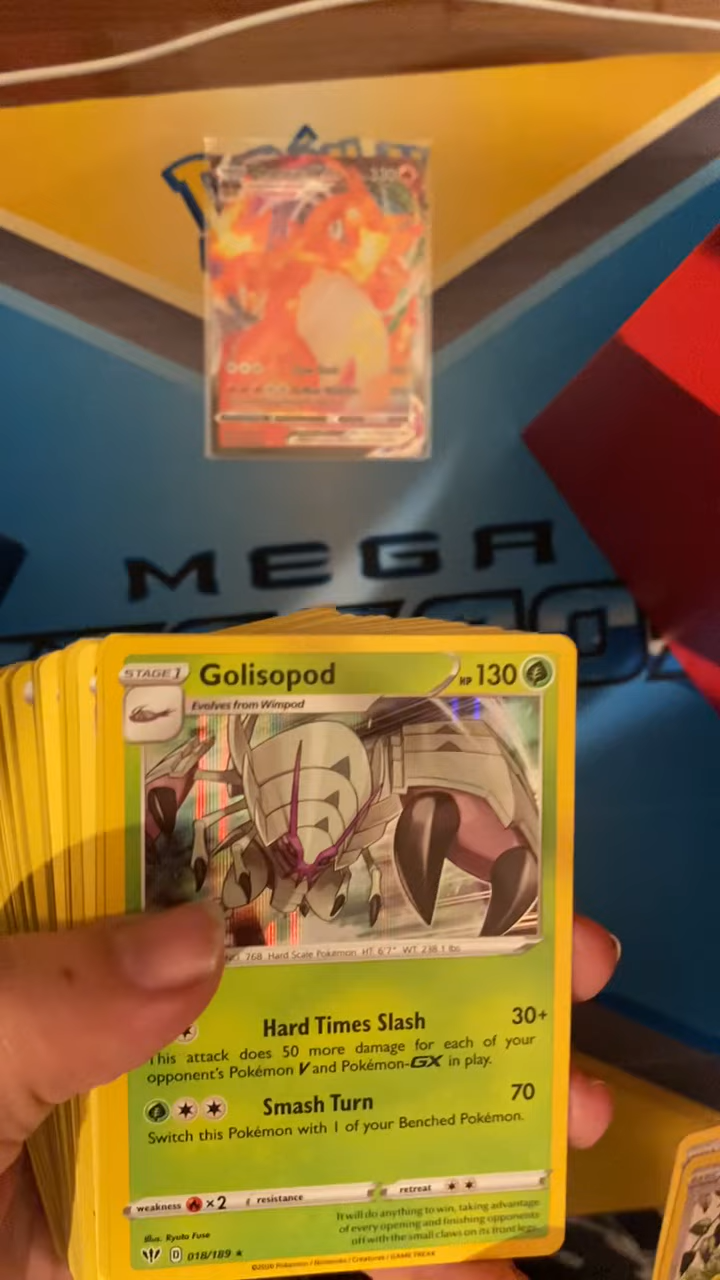 330
MEGA
STAGE 1 Golisopod HP 130
Evolves from Wimpod
NO. 768 Hard Scale Pokémon HT: 6'7" WT: 238.1 lbs
Hard Times Slash 30+
This attack does 50 more damage for each of your
opponent's Pokémon V and Pokémon-GX in play.
Smash Turn 70
Switch this Pokémon with 1 of your Benched Pokémon.
weakness ×2 resistance retreat
It will do anything to win, taking advantage
of every opening and finishing opponents
off with the small claws on its front legs.
Illus. Ryuta Fuse
D 018/189 ★
©2020 Pokémon / Nintendo / Creatures / GAME FREAK